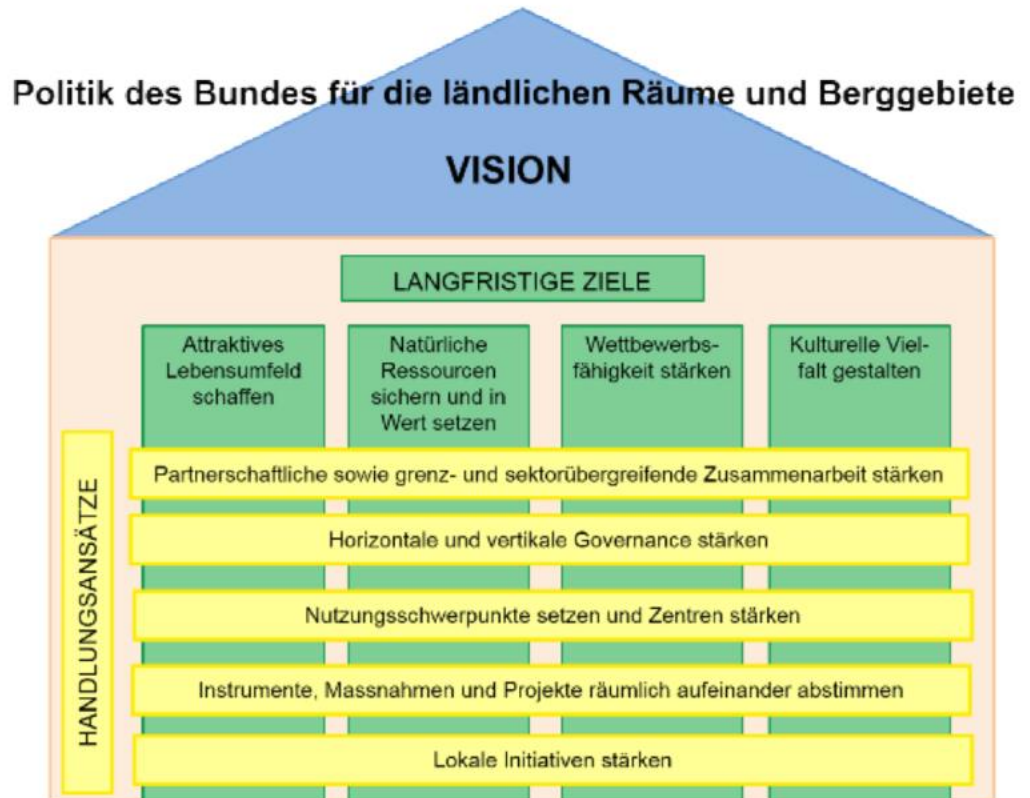 Politik des Bundes für die ländlichen Räume und Berggebiete
VISION
LANGFRISTIGE ZIELE
Attraktives
Lebensumfeld
schaffen
Natürliche
Ressourcen
sichern und in
Wert setzen
Wettbewerbs-
fähigkeit stärken
Kulturelle Viel-
falt gestalten
HANDLUNGSANSÄTZE
Partnerschaftliche sowie grenz- und sektorübergreifende Zusammenarbeit stärken
Horizontale und vertikale Governance stärken
Nutzungsschwerpunkte setzen und Zentren stärken
Instrumente, Massnahmen und Projekte räumlich aufeinander abstimmen
Lokale Initiativen stärken